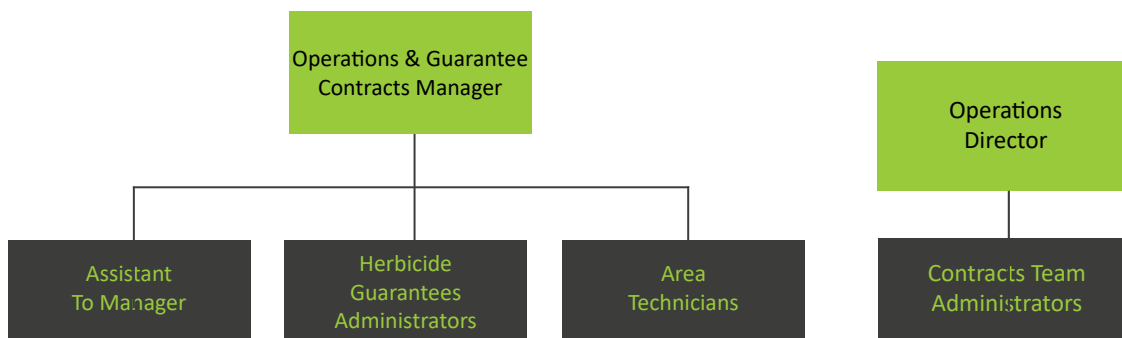 Operations & Guarantee
Contracts Manager
Operations
Director
Assistant
To Manager
Herbicide
Guarantees
Administrators
Area
Technicians
Contracts Team
Administrators